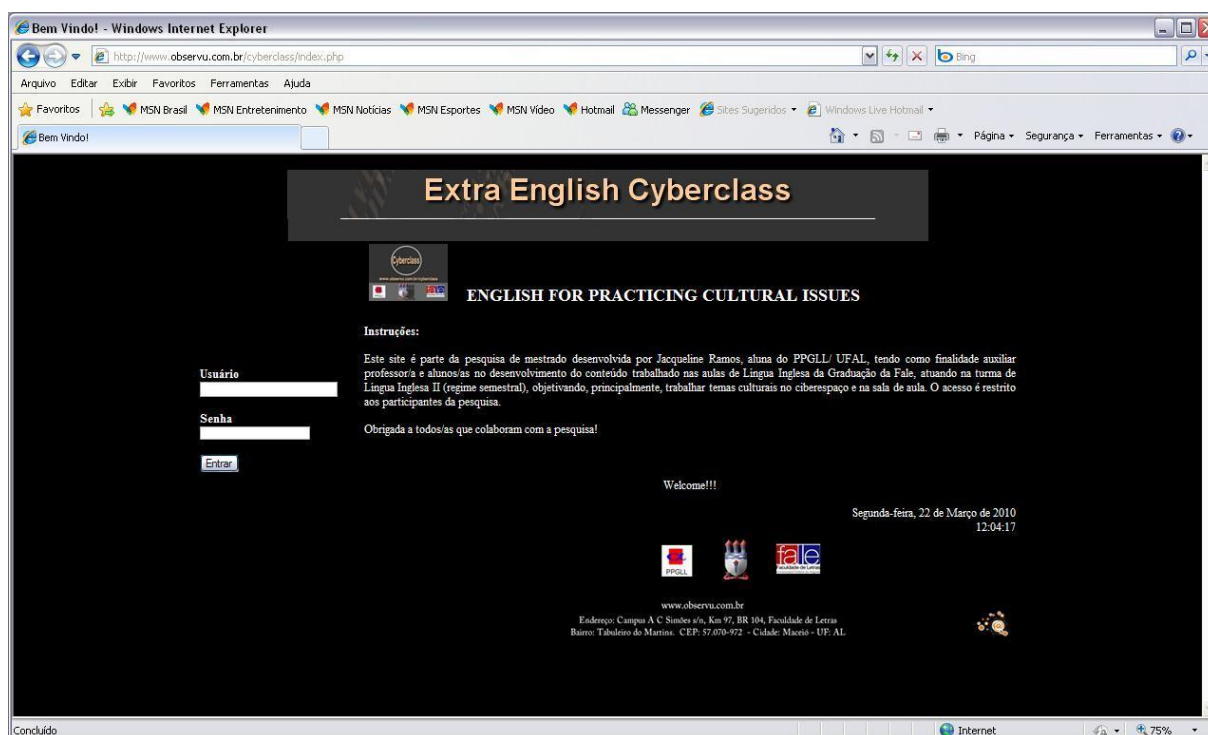 Bem Vindo! - Windows Internet Explorer
http://www.observu.com.br/cyberclass/index.php
Bing
Arquivo Editar Exibir Favoritos Ferramentas Ajuda
Favoritos MSN Brasil MSN Entretenimento MSN Notícias MSN Esportes MSN Vídeo Hotmail Messenger Sites Sugeridos Windows Live Hotmail
Bem Vindo! Página Segurança Ferramentas
Extra English Cyberclass
Cyberclass
ENGLISH FOR PRACTICING CULTURAL ISSUES
Instruções:
Este site é parte da pesquisa de mestrado desenvolvida por Jacqueline Ramos, aluna do PPGLL/ UFAL, tendo como finalidade auxiliar
professor/a e alunos/as no desenvolvimento do conteúdo trabalhado nas aulas de Lingua Inglesa da Graduação da Fale, atuando na turma de
Lingua Inglesa II (regime semestral), objetivando, principalmente, trabalhar temas culturais no ciberespaço e na sala de aula. O acesso é restrito
aos participantes da pesquisa.
Obrigada a todos/as que colaboram com a pesquisa!
Usuário
Senha
Entrar
Welcome!!!
Segunda-feira, 22 de Março de 2010
12:04:17
PPGLL
fale
Faculdade de Letras
www.observu.com.br
Endereço: Campus A C Simões s/n, Km 97, BR 104, Faculdade de Letras
Bairro: Tabuleiro do Martins. CEP: 57.070-972 - Cidade: Maceió - UF: AL
Concluído Internet 75%